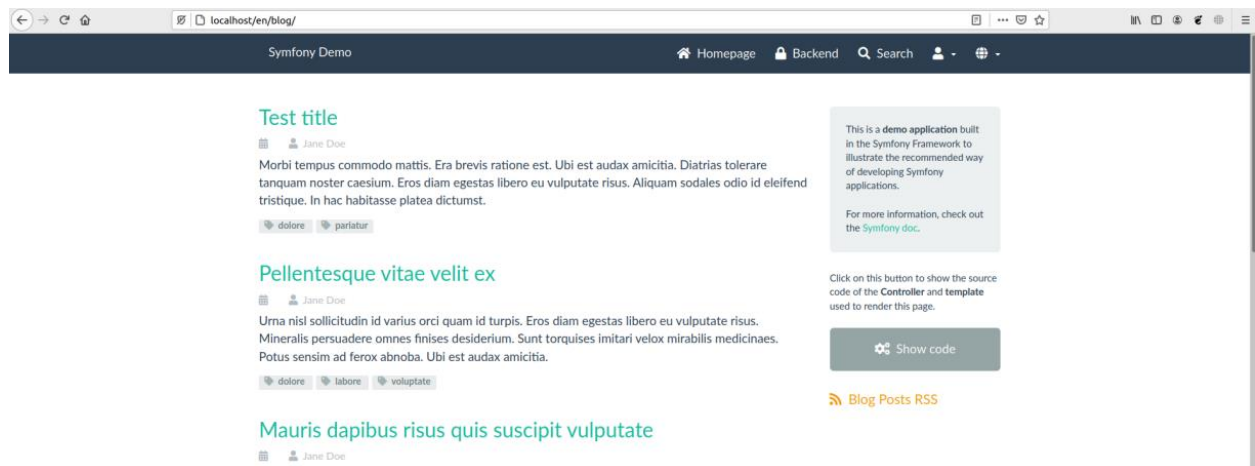 localhost/en/blog/
Symfony Demo
Homepage
Backend
Search
Test title
Jane Doe
Morbi tempus commodo mattis. Era brevis ratione est. Ubi est audax amicitia. Diatrias tolerare
tanquam noster caesium. Eros diam egestas libero eu vulputate risus. Aliquam sodales odio id eleifend
tristique. In hac habitasse platea dictumst.
dolore
pariatur
Pellentesque vitae velit ex
Jane Doe
Urna nisl sollicitudin id varius orci quam id turpis. Eros diam egestas libero eu vulputate risus.
Mineralis persuadere omnes finises desiderium. Sunt torquises imitari velox mirabilis medicinaes.
Potus sensim ad ferox abnoba. Ubi est audax amicitia.
dolore
labore
voluptate
Mauris dapibus risus quis suscipit vulputate
Jane Doe
This is a demo application built
in the Symfony Framework to
illustrate the recommended way
of developing Symfony
applications.
For more information, check out
the Symfony doc.
Click on this button to show the source
code of the Controller and template
used to render this page.
Show code
Blog Posts RSS